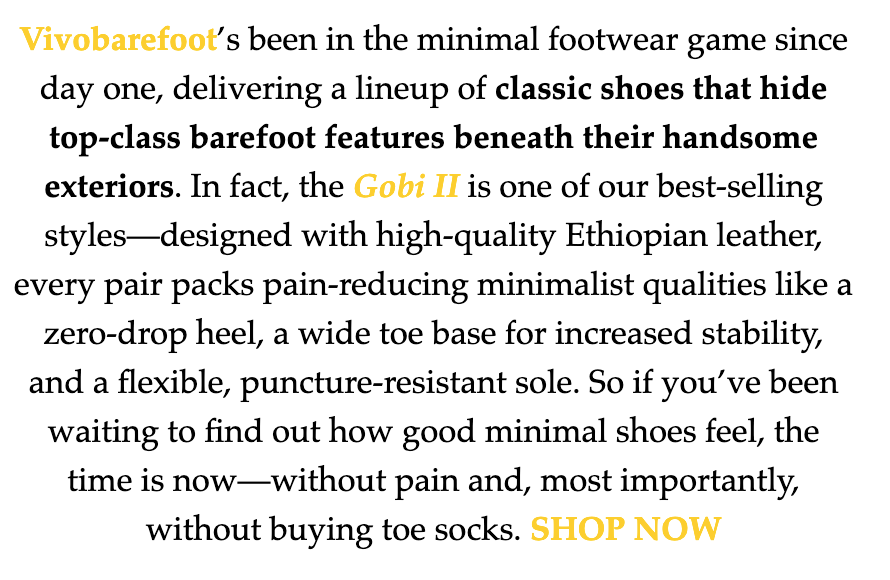 Vivobarefoot’s been in the minimal footwear game since
day one, delivering a lineup of classic shoes that hide
top-class barefoot features beneath their handsome
exteriors. In fact, the Gobi II is one of our best-selling
styles—designed with high-quality Ethiopian leather,
every pair packs pain-reducing minimalist qualities like a
zero-drop heel, a wide toe base for increased stability,
and a flexible, puncture-resistant sole. So if you’ve been
waiting to find out how good minimal shoes feel, the
time is now—without pain and, most importantly,
without buying toe socks. SHOP NOW